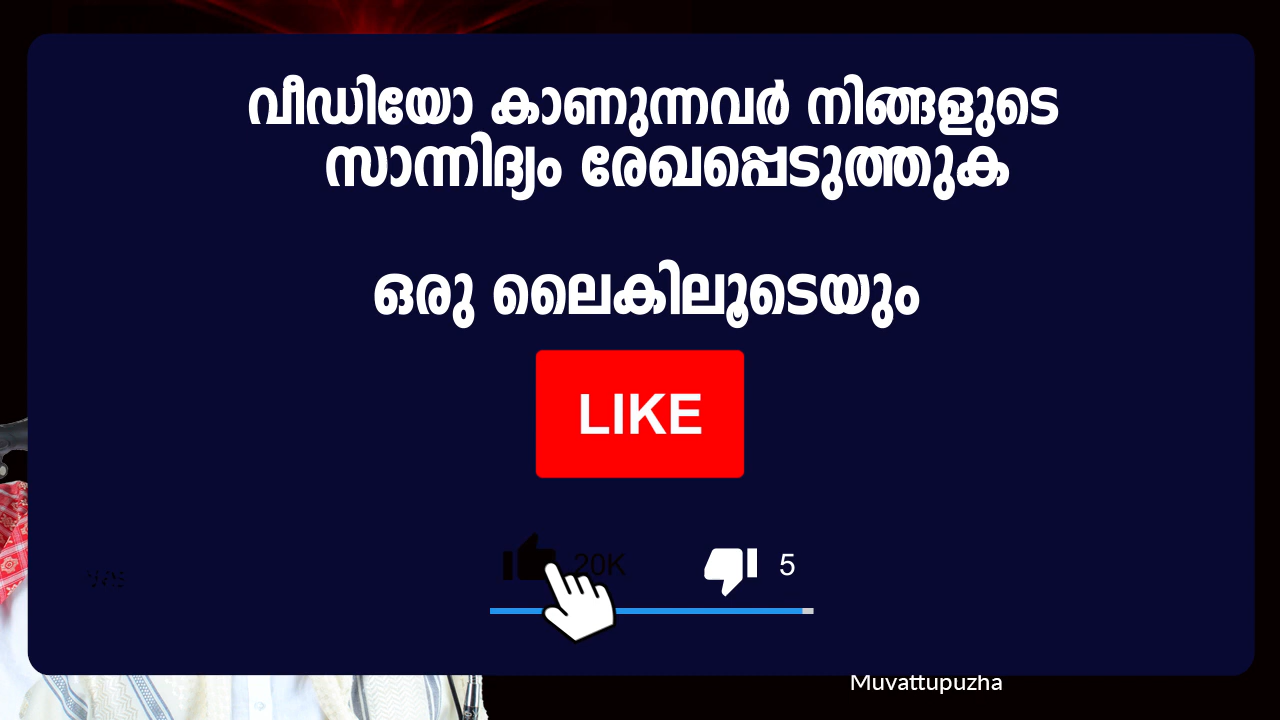 വീഡിയോ കാണുന്നവർ നിങ്ങളുടെ
സാന്നിദ്യം രേഖപ്പെടുത്തുക
ഒരു ലൈകിലൂടെയും
LIKE
20K 5
Muvattupuzha